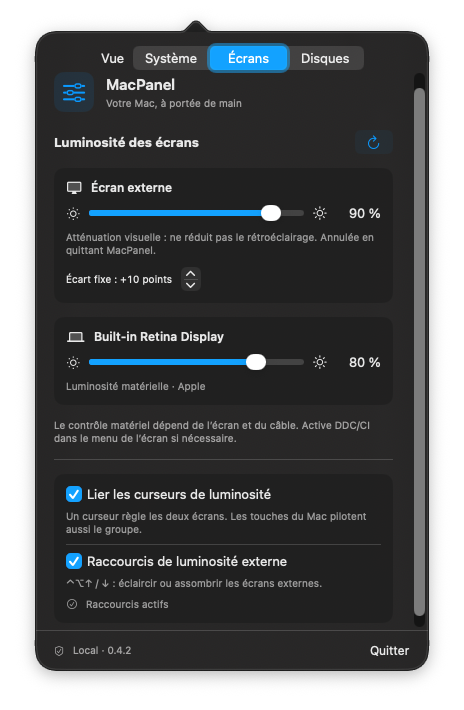 Vue Système Écrans Disques
MacPanel
Votre Mac, à portée de main
Luminosité des écrans
Écran externe
90 %
Atténuation visuelle : ne réduit pas le rétroéclairage. Annulée en
quittant MacPanel.
Écart fixe : +10 points
Built-in Retina Display
80 %
Luminosité matérielle · Apple
Le contrôle matériel dépend de l'écran et du câble. Active DDC/CI
dans le menu de l'écran si nécessaire.
Lier les curseurs de luminosité
Un curseur règle les deux écrans. Les touches du Mac pilotent
aussi le groupe.
Raccourcis de luminosité externe
⌃⌥↑ / ↓ : éclaircir ou assombrir les écrans externes.
Raccourcis actifs
Local · 0.4.2 Quitter